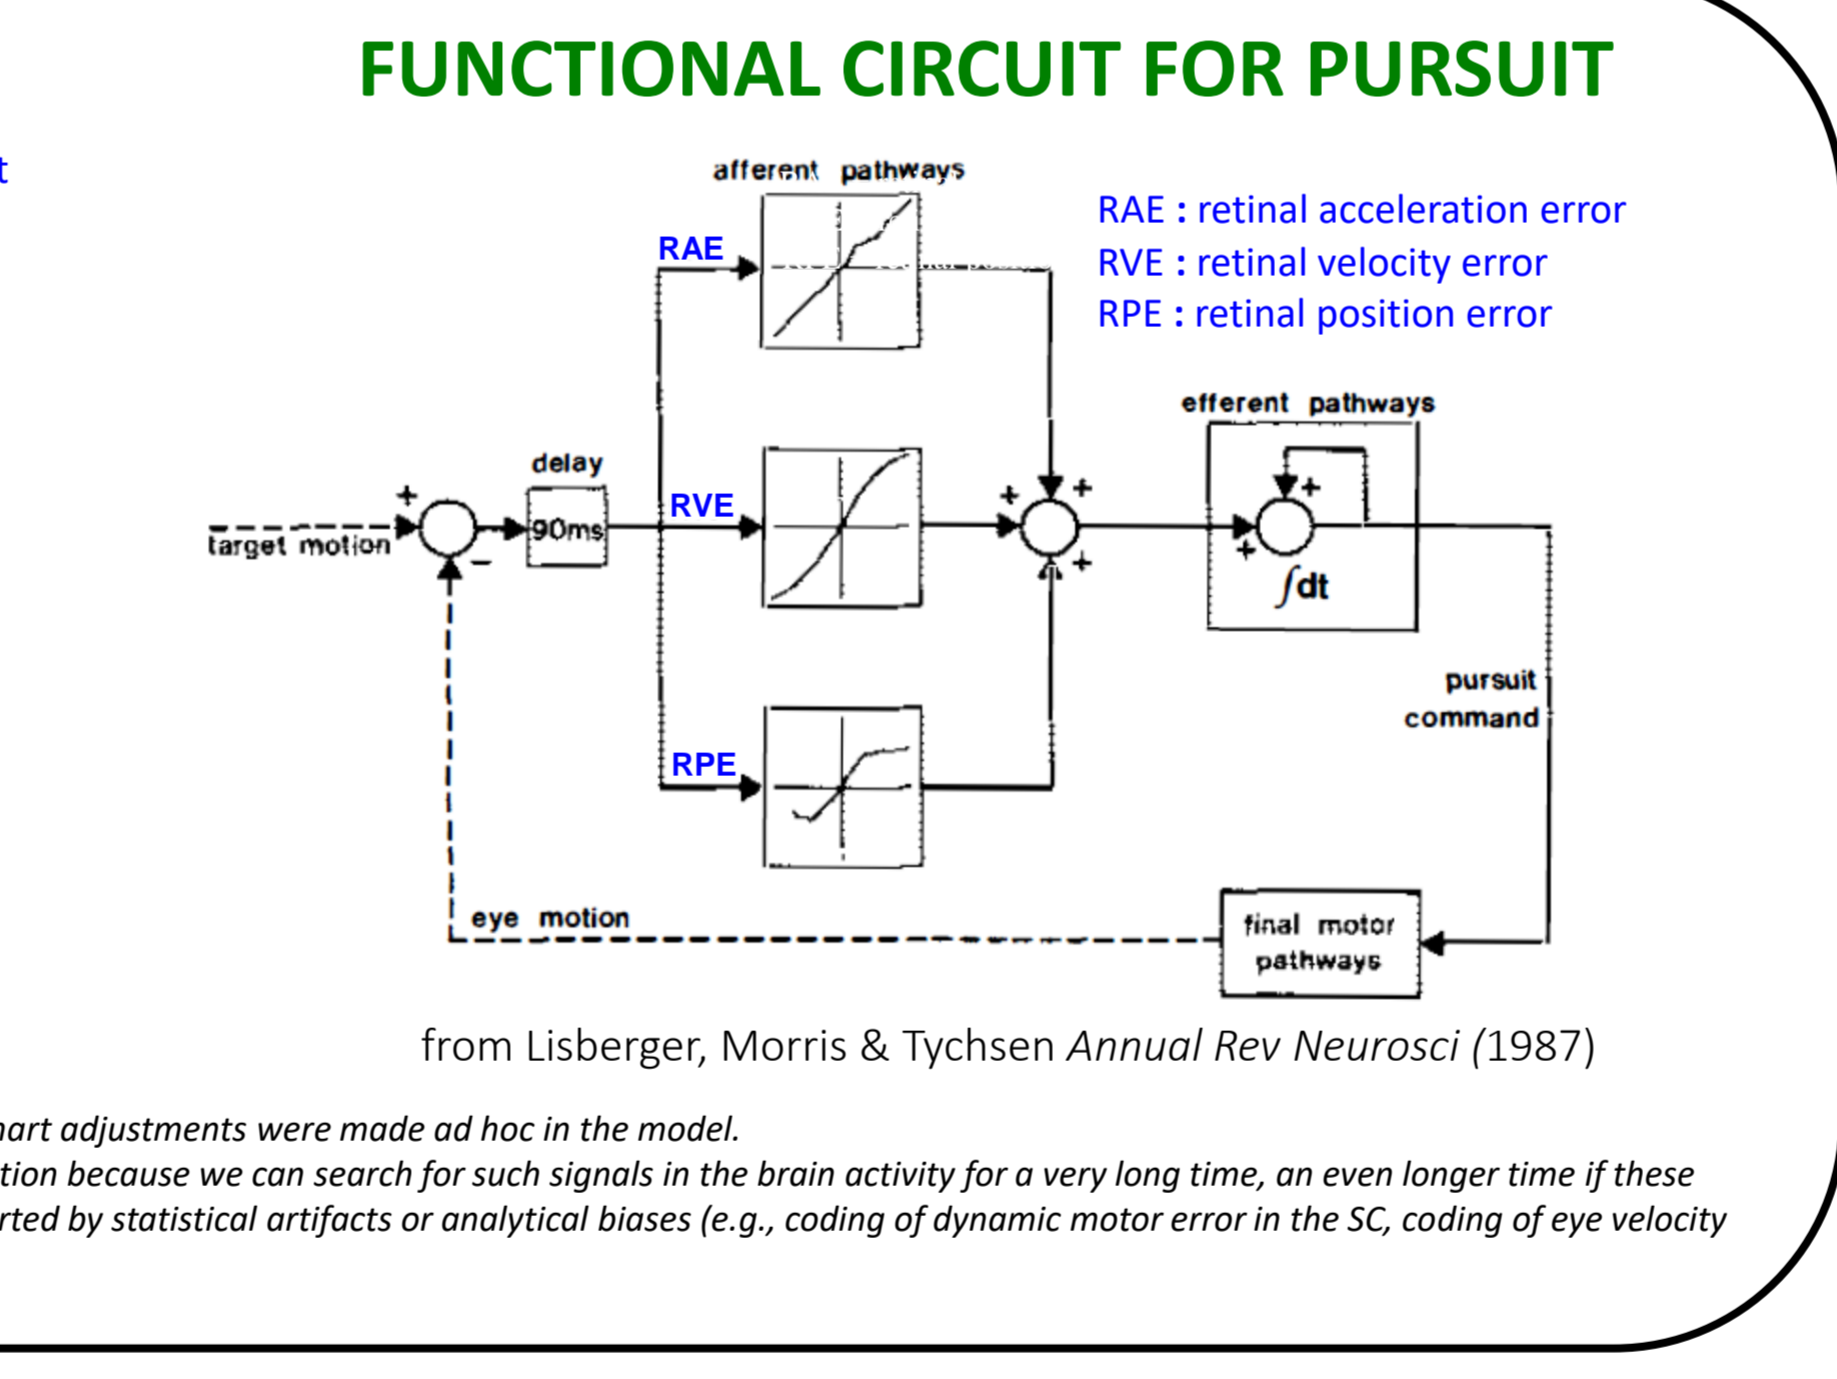 FUNCTIONAL CIRCUIT FOR PURSUIT
t
afferent pathways
RAE : retinal acceleration error
RVE : retinal velocity error
RPE : retinal position error
RAE
efferent pathways
delay
+
RVE
+
+
+
90ms
target motion
−
+
+
∫dt
RPE
pursuit
command
eye motion
final motor
pathways
from Lisberger, Morris & Tychsen Annual Rev Neurosci (1987)
nart adjustments were made ad hoc in the model.
tion because we can search for such signals in the brain activity for a very long time, an even longer time if these
rted by statistical artifacts or analytical biases (e.g., coding of dynamic motor error in the SC, coding of eye velocity